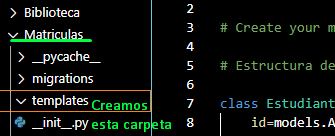 Biblioteca
Matriculas
__pycache__
migrations
templates Creamos
__init__.py esta carpeta
2
3 # Create your m
4
5 # Estructura de
6
7 class Estudiant
8 id=models.A